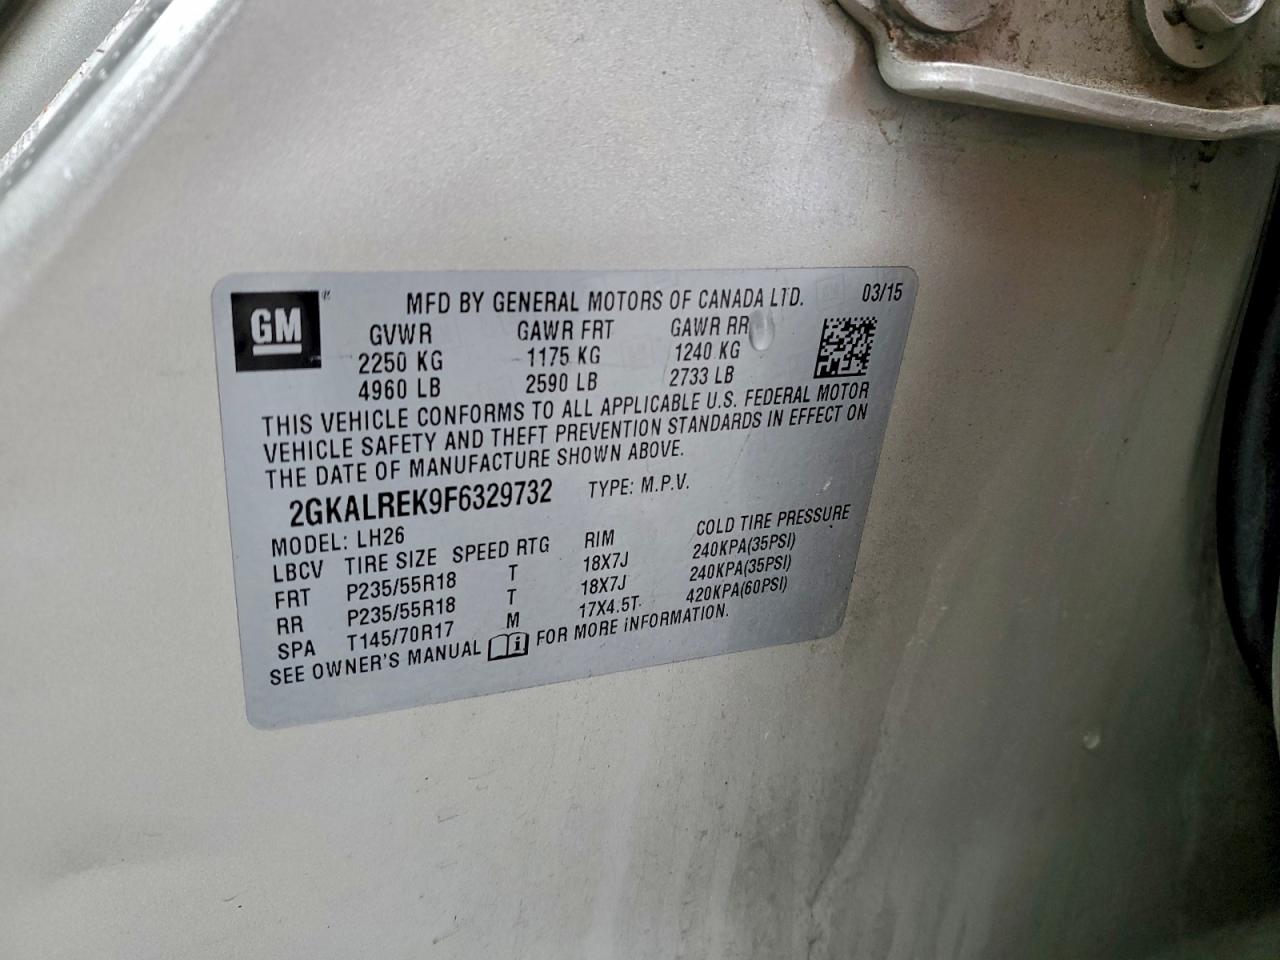 GM
MFD BY GENERAL MOTORS OF CANADA LTD. 03/15
GVWR GAWR FRT GAWR RR
2250 KG 1175 KG 1240 KG
4960 LB 2590 LB 2733 LB
THIS VEHICLE CONFORMS TO ALL APPLICABLE U.S. FEDERAL MOTOR
VEHICLE SAFETY AND THEFT PREVENTION STANDARDS IN EFFECT ON
THE DATE OF MANUFACTURE SHOWN ABOVE.
2GKALREK9F6329732 TYPE: M.P.V.
MODEL: LH26
LBCV TIRE SIZE SPEED RTG RIM COLD TIRE PRESSURE
FRT P235/55R18 T 18X7J 240KPA(35PSI)
RR P235/55R18 T 18X7J 240KPA(35PSI)
SPA T145/70R17 M 17X4.5T 420KPA(60PSI)
SEE OWNER'S MANUAL i FOR MORE INFORMATION.